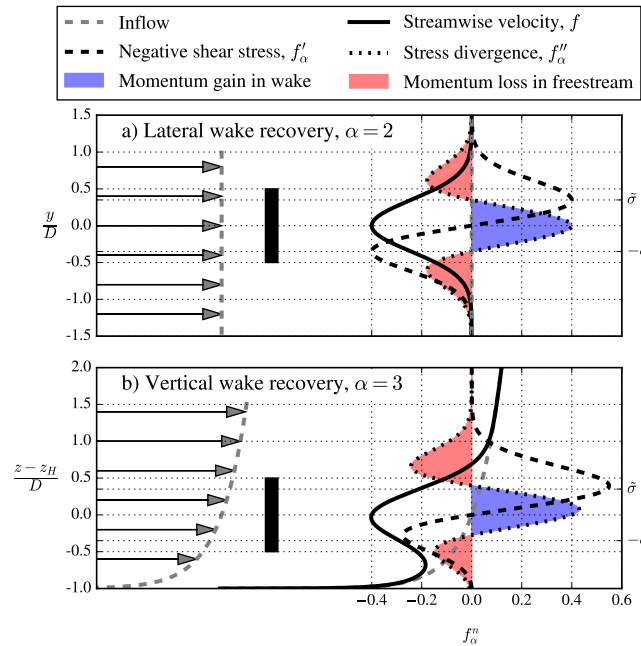 Inflow
Streamwise velocity, f
Negative shear stress, f′α
Stress divergence, f″α
Momentum gain in wake
Momentum loss in freestream
1.5
a) Lateral wake recovery, α = 2
1.0
0.5
σ̃
y/D
0.0
-0.5
-1.0
-1.5
2.0
b) Vertical wake recovery, α = 3
1.5
1.0
z − z_H/D
0.5
σ̃
0.0
-0.5
-1.0
−0.4 −0.2 0.0 0.2 0.4 0.6
fⁿα